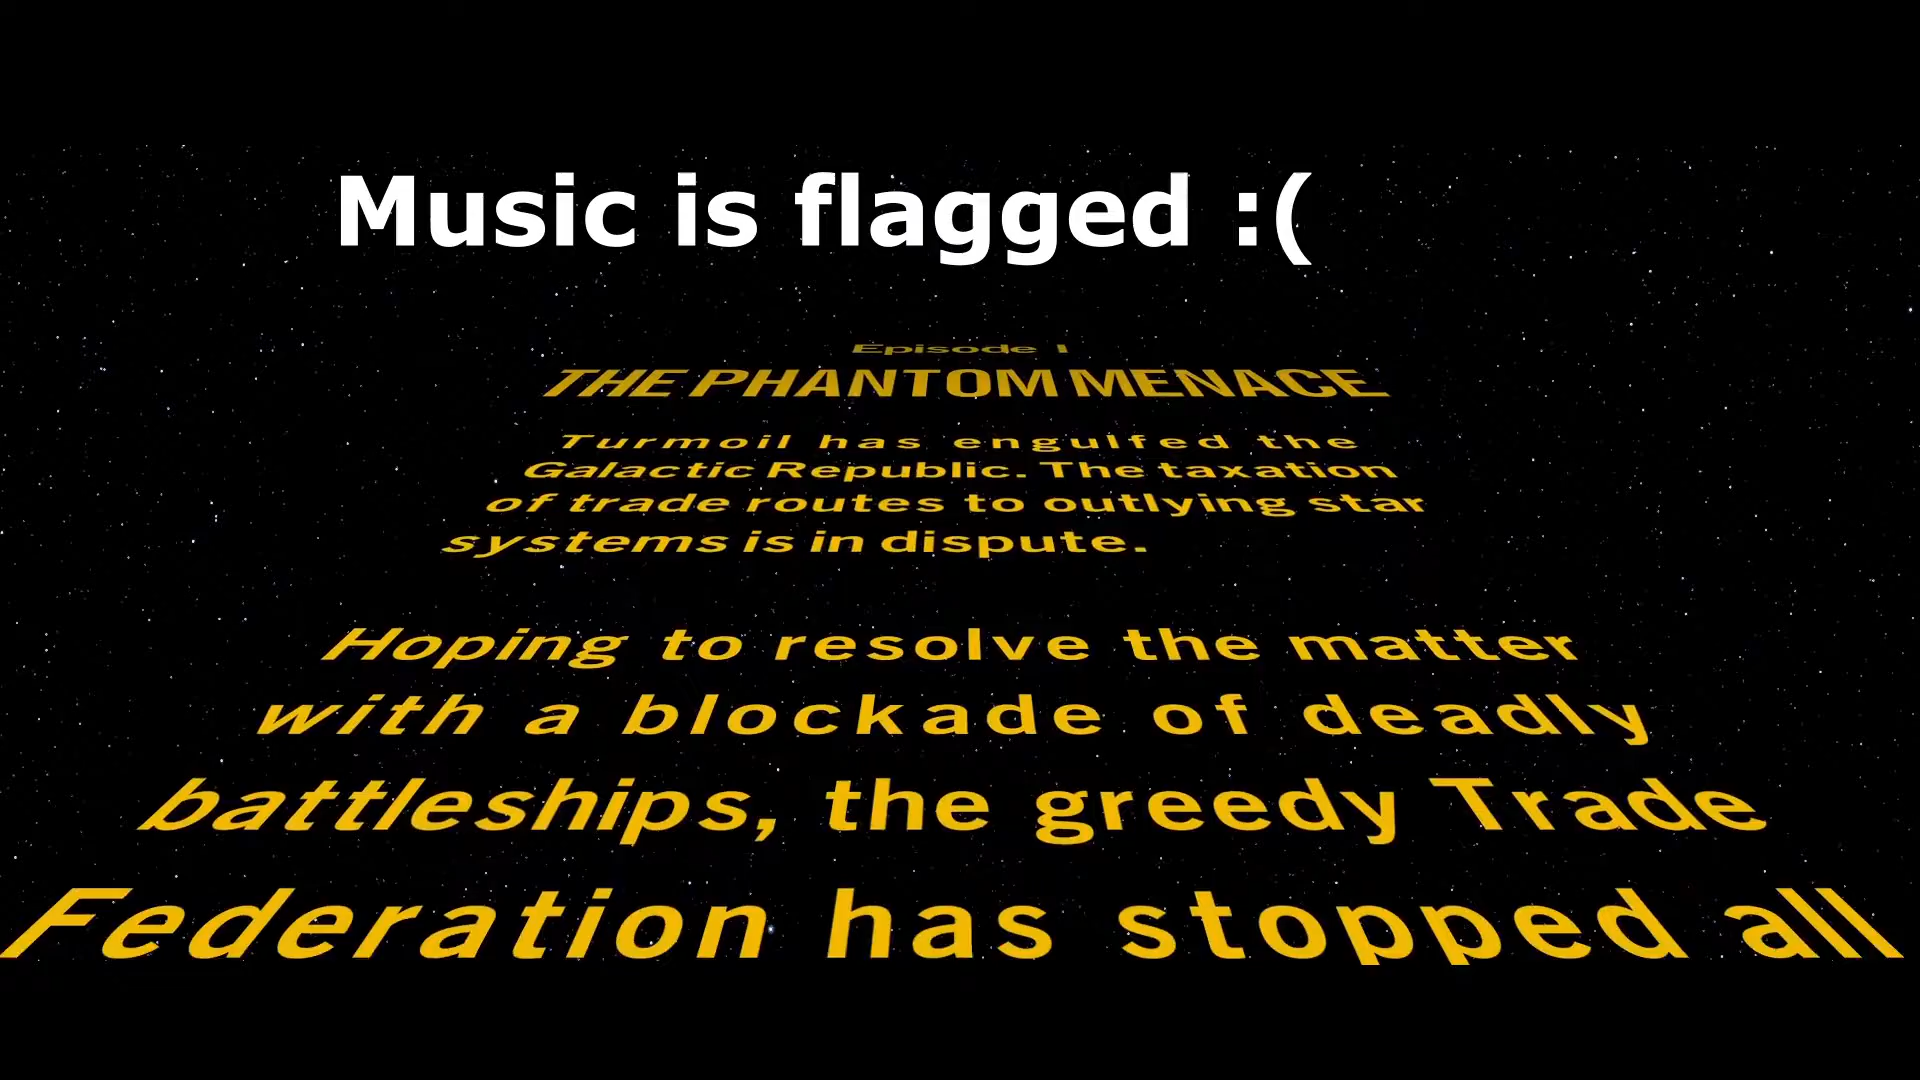 Music is flagged :(
Episode I
THE PHANTOM MENACE
Turmoil has engulfed the
Galactic Republic. The taxation
of trade routes to outlying star
systems is in dispute.
Hoping to resolve the matter
with a blockade of deadly
battleships, the greedy Trade
Federation has stopped all